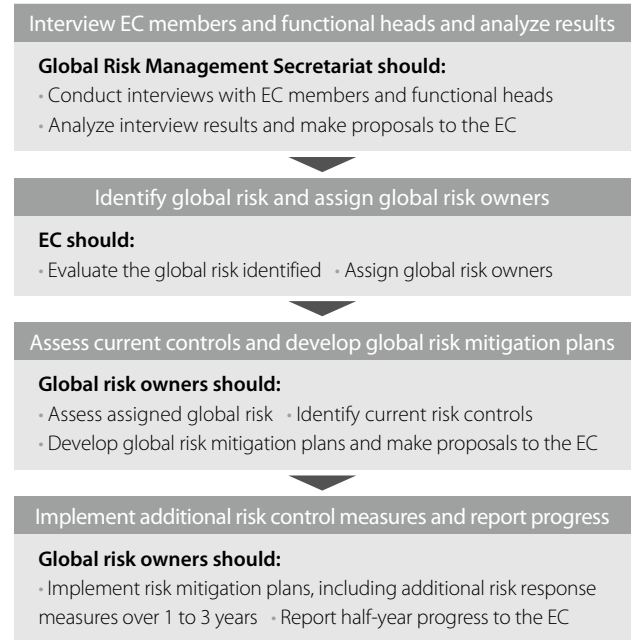 Interview EC members and functional heads and analyze results
Global Risk Management Secretariat should:
• Conduct interviews with EC members and functional heads
• Analyze interview results and make proposals to the EC
Identify global risk and assign global risk owners
EC should:
• Evaluate the global risk identified • Assign global risk owners
Assess current controls and develop global risk mitigation plans
Global risk owners should:
• Assess assigned global risk • Identify current risk controls
• Develop global risk mitigation plans and make proposals to the EC
Implement additional risk control measures and report progress
Global risk owners should:
• Implement risk mitigation plans, including additional risk response
measures over 1 to 3 years • Report half-year progress to the EC